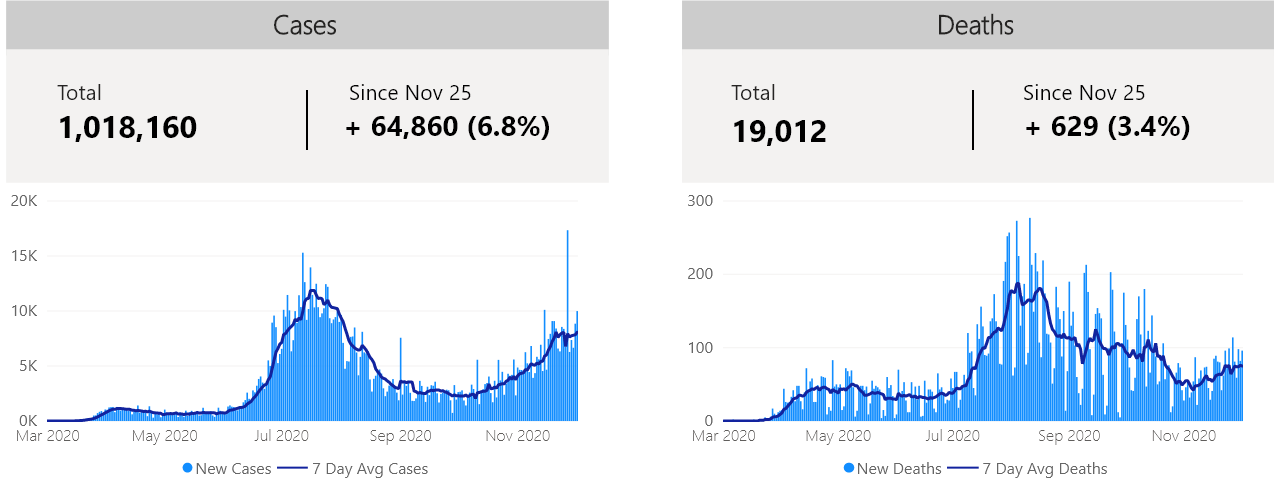 Cases
Total
1,018,160
Since Nov 25
+ 64,860 (6.8%)
20K
15K
10K
5K
0K
Mar 2020 May 2020 Jul 2020 Sep 2020 Nov 2020
New Cases 7 Day Avg Cases
Deaths
Total
19,012
Since Nov 25
+ 629 (3.4%)
300
200
100
0
Mar 2020 May 2020 Jul 2020 Sep 2020 Nov 2020
New Deaths 7 Day Avg Deaths